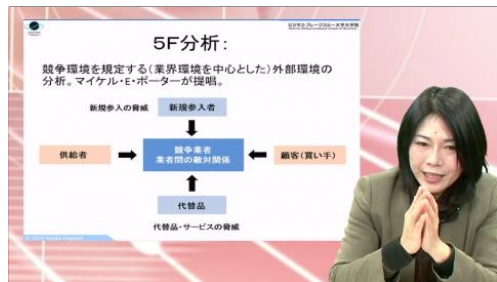 5F分析：
競争環境を規定する（業界環境を中心とした）外部環境の
分析。マイケル・E・ポーターが提唱。
新規参入の脅威
新規参入者
供給者
競争業者
業者間の敵対関係
顧客（買い手）
代替品
代替品・サービスの脅威